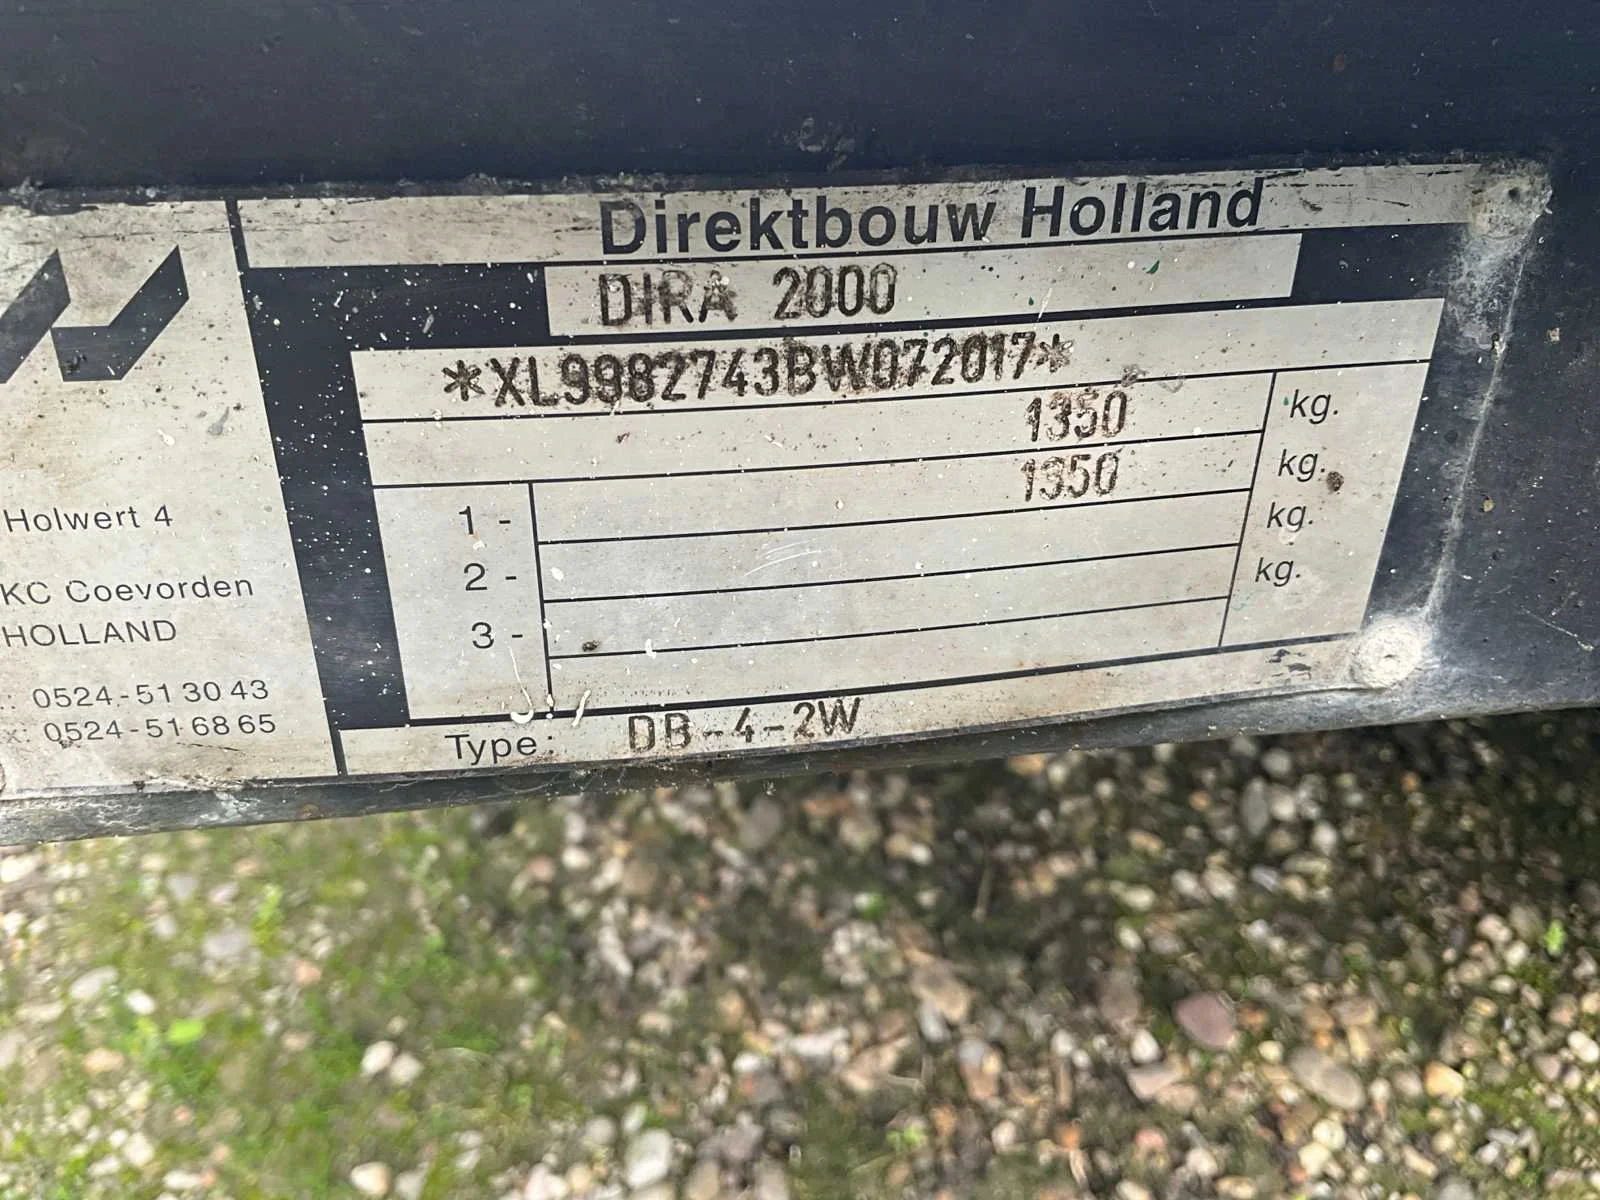 Direktbouw Holland
DIRA 2000
*XL9982743BW072017*
1350 kg.
1 - 1350 kg.
2 - kg.
3 - kg.
Type: DB-4-2W
Holwert 4
KC Coevorden
HOLLAND
: 0524-51 30 43
x: 0524-51 68 65